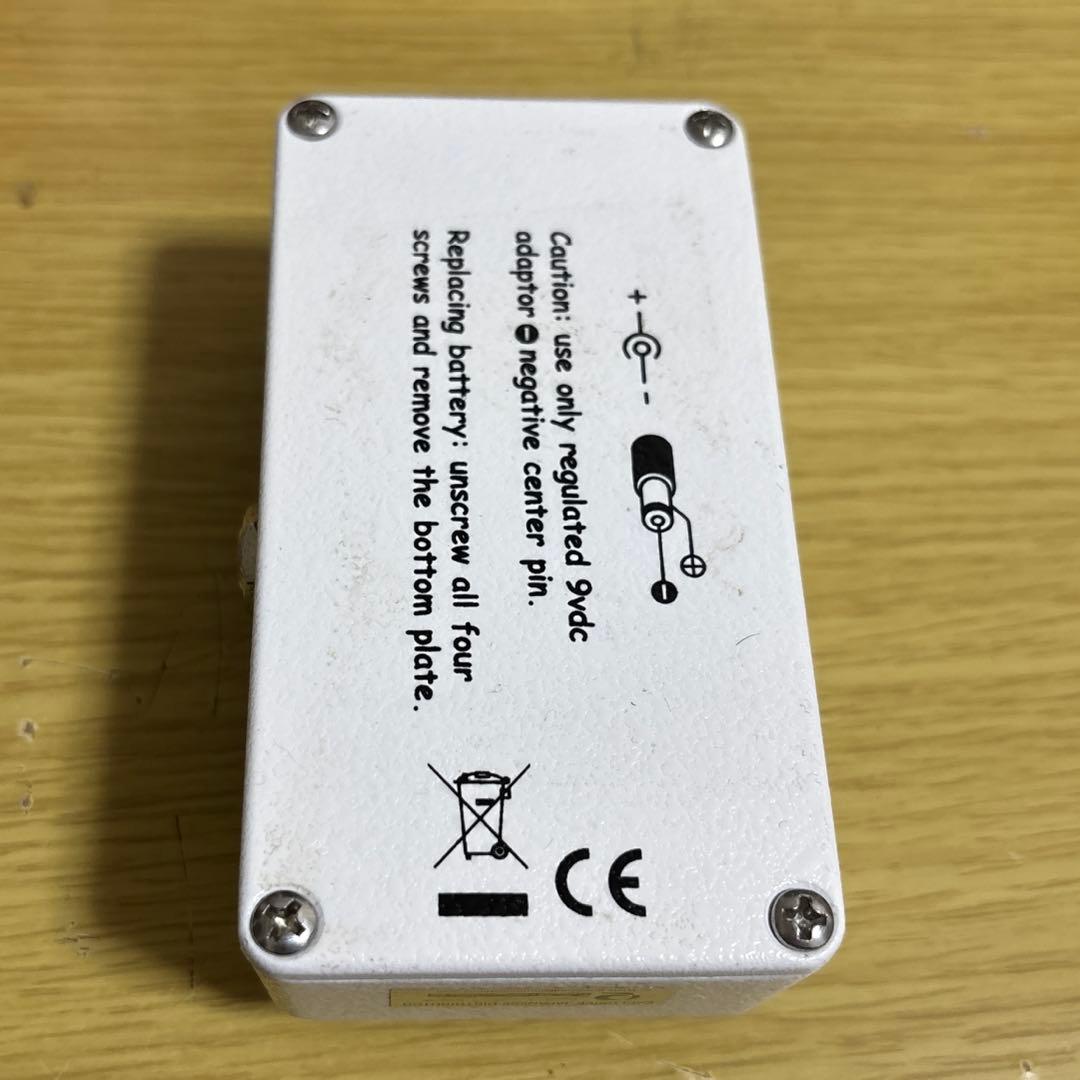 + -
Caution: use only regulated 9vdc
adaptor ⊖ negative center pin.
Replacing battery: unscrew all four
screws and remove the bottom plate.
CE